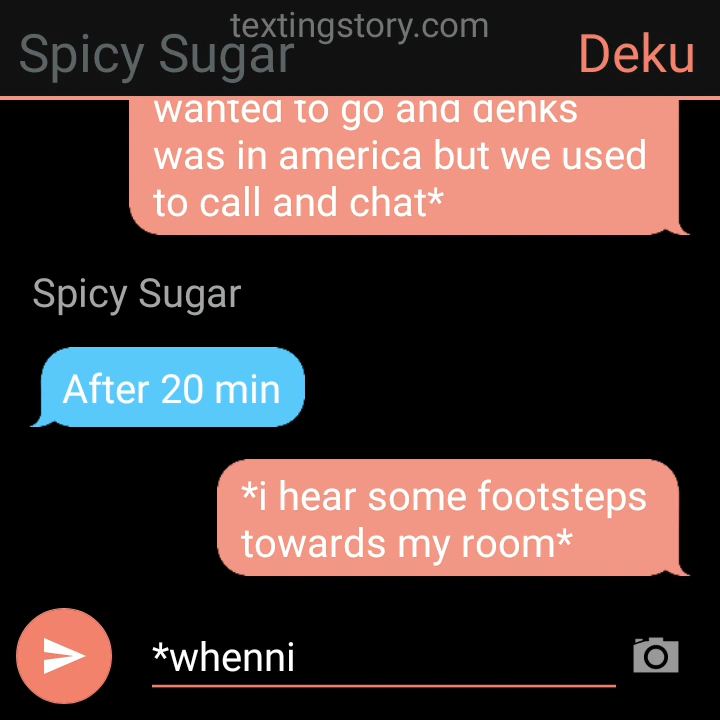 textingstory.com
Spicy Sugar
Deku
wanted to go and denks
was in america but we used
to call and chat*
Spicy Sugar
After 20 min
*i hear some footsteps
towards my room*
*whenni